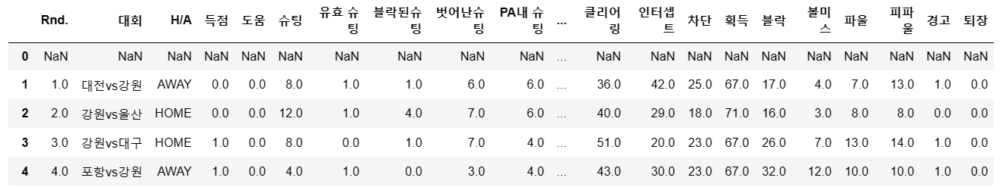 Rnd. 대회 H/A 득점 도움 슈팅 유효 슈팅 블락된슈팅 벗어난슈팅 PA내 슈팅 ... 클리어링 인터셉트 차단 획득 블락 볼미스 파울 피파울 경고 퇴장
0 NaN NaN NaN NaN NaN NaN NaN NaN NaN NaN ... NaN NaN NaN NaN NaN NaN NaN NaN NaN NaN
1 1.0 대전vs강원 AWAY 0.0 0.0 8.0 1.0 1.0 6.0 6.0 ... 36.0 42.0 25.0 67.0 17.0 4.0 7.0 13.0 1.0 0.0
2 2.0 강원vs울산 HOME 0.0 0.0 12.0 1.0 4.0 7.0 6.0 ... 40.0 29.0 18.0 71.0 16.0 3.0 8.0 8.0 0.0 0.0
3 3.0 강원vs대구 HOME 1.0 0.0 8.0 0.0 1.0 7.0 4.0 ... 51.0 20.0 23.0 67.0 26.0 7.0 13.0 14.0 1.0 0.0
4 4.0 포항vs강원 AWAY 1.0 0.0 4.0 1.0 0.0 3.0 4.0 ... 43.0 30.0 23.0 67.0 32.0 12.0 10.0 10.0 1.0 0.0